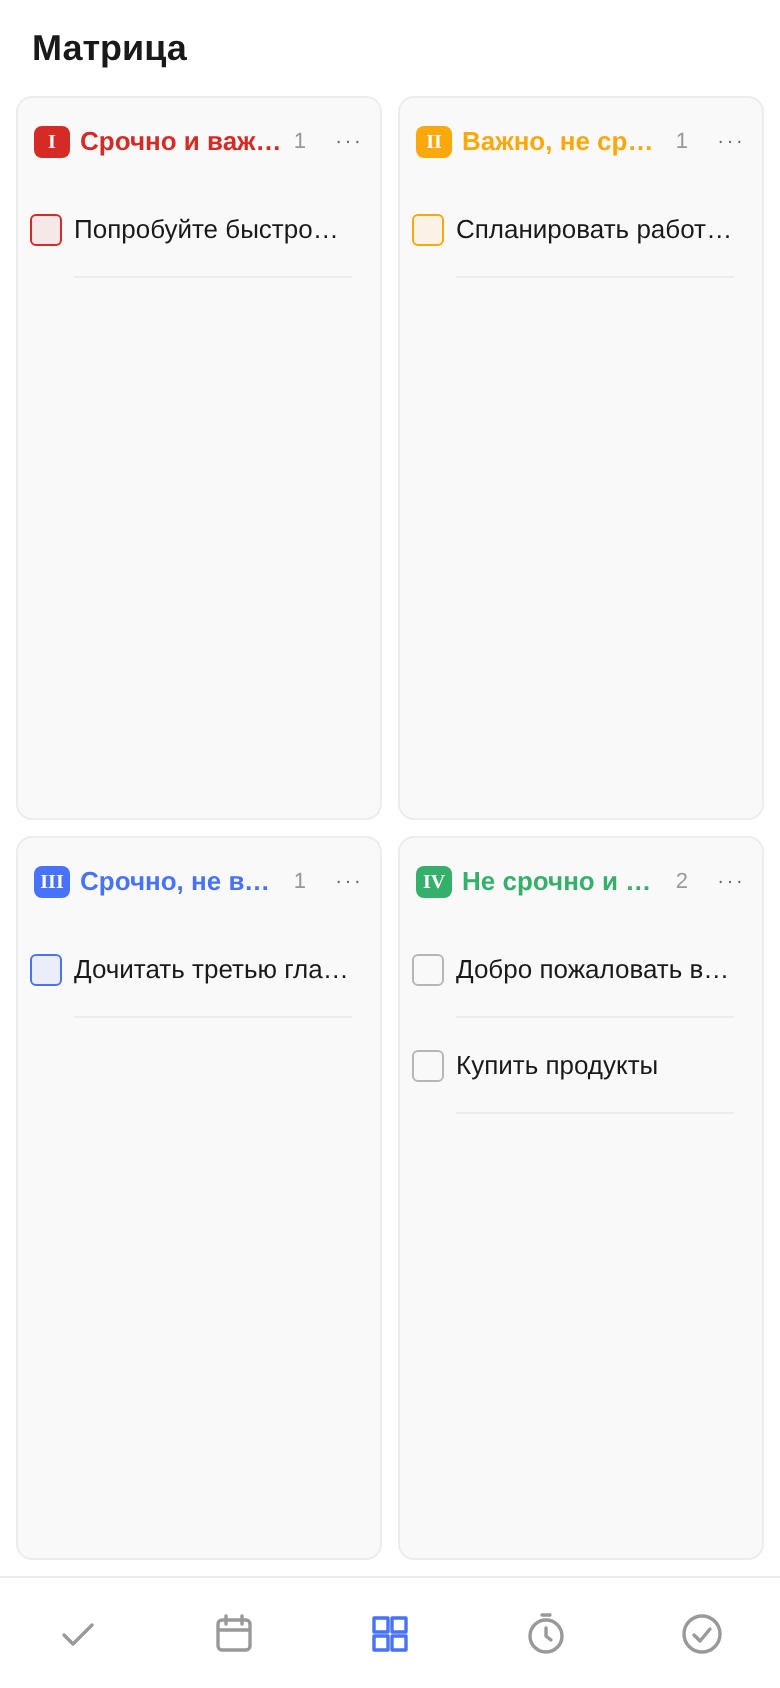 Матрица
I Срочно и важ… 1 ···
Попробуйте быстро…
II Важно, не ср… 1 ···
Спланировать работ…
III Срочно, не в… 1 ···
Дочитать третью гла…
IV Не срочно и … 2 ···
Добро пожаловать в…
Купить продукты